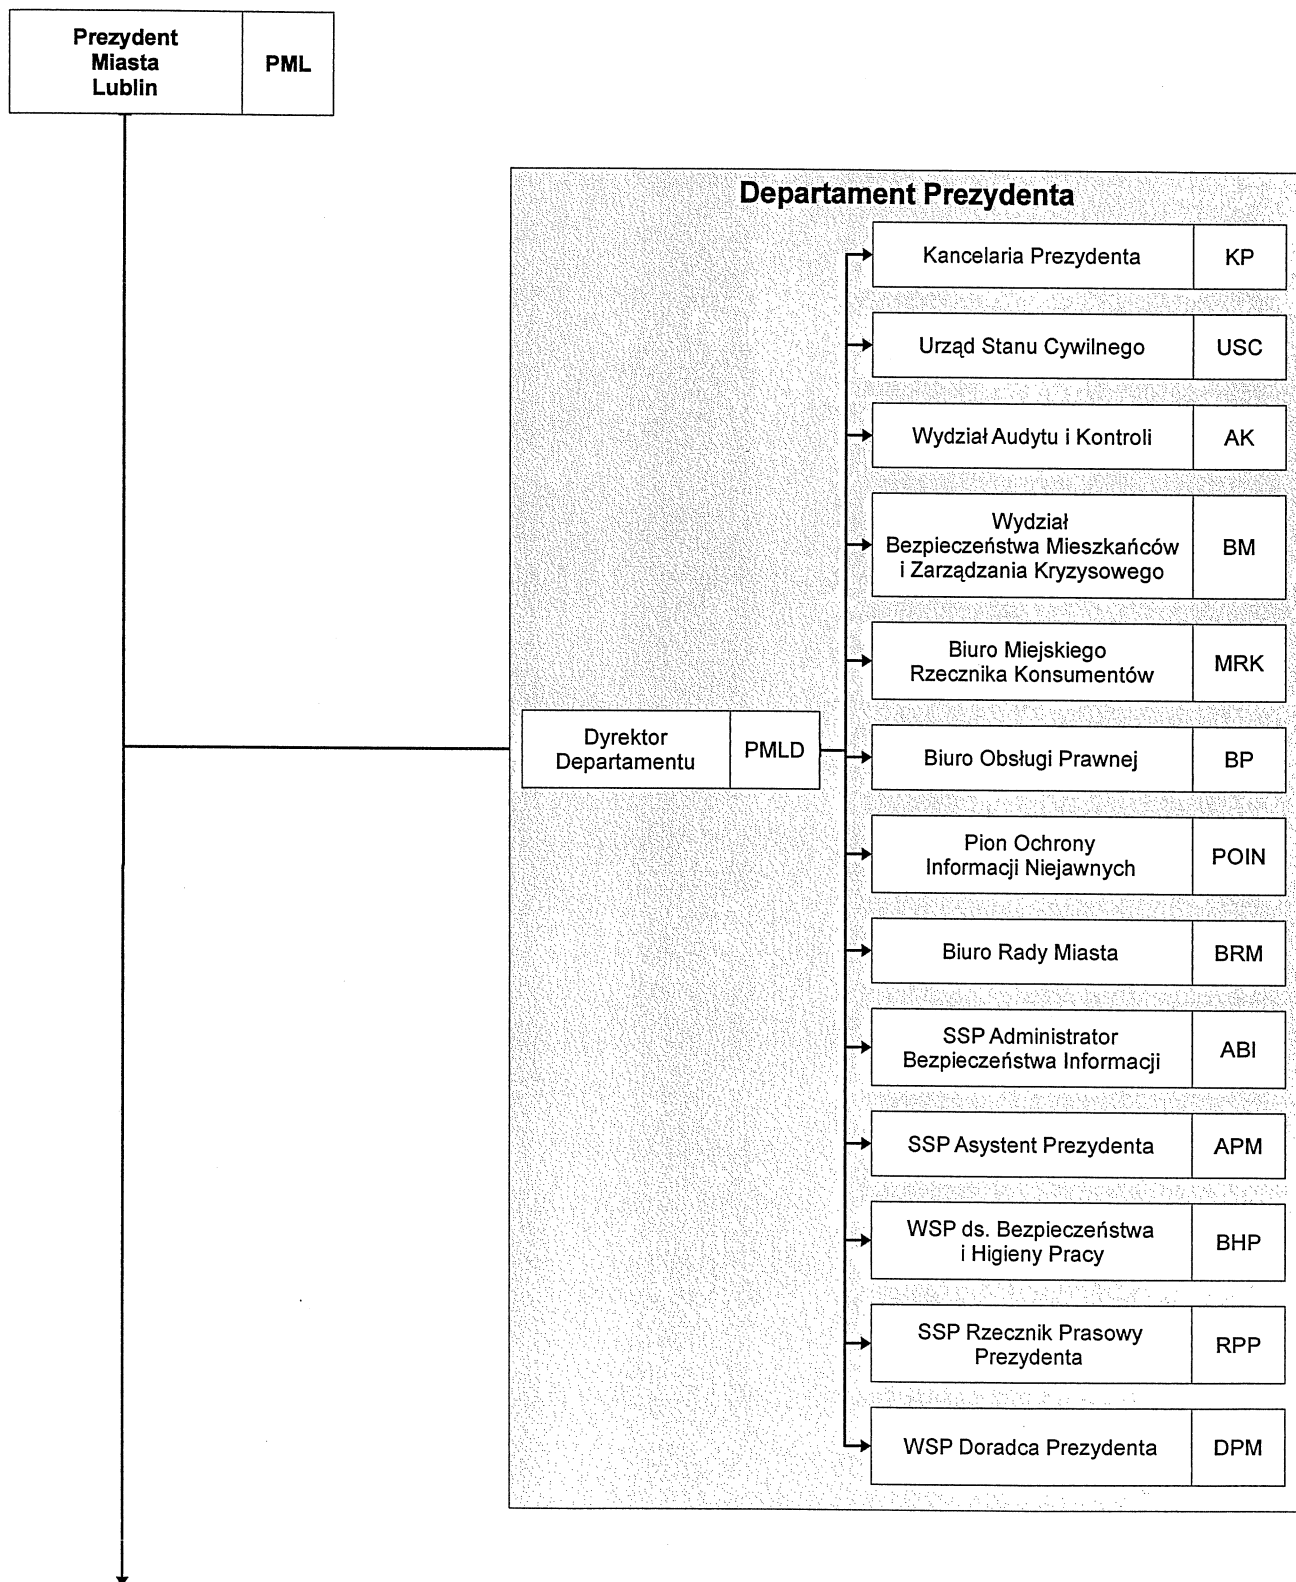 Prezydent
Miasta
Lublin
PML
Departament Prezydenta
Kancelaria Prezydenta
KP
Urząd Stanu Cywilnego
USC
Wydział Audytu i Kontroli
AK
Wydział
Bezpieczeństwa Mieszkańców
i Zarządzania Kryzysowego
BM
Biuro Miejskiego
Rzecznika Konsumentów
MRK
Dyrektor
Departamentu
PMLD
Biuro Obsługi Prawnej
BP
Pion Ochrony
Informacji Niejawnych
POIN
Biuro Rady Miasta
BRM
SSP Administrator
Bezpieczeństwa Informacji
ABI
SSP Asystent Prezydenta
APM
WSP ds. Bezpieczeństwa
i Higieny Pracy
BHP
SSP Rzecznik Prasowy
Prezydenta
RPP
WSP Doradca Prezydenta
DPM